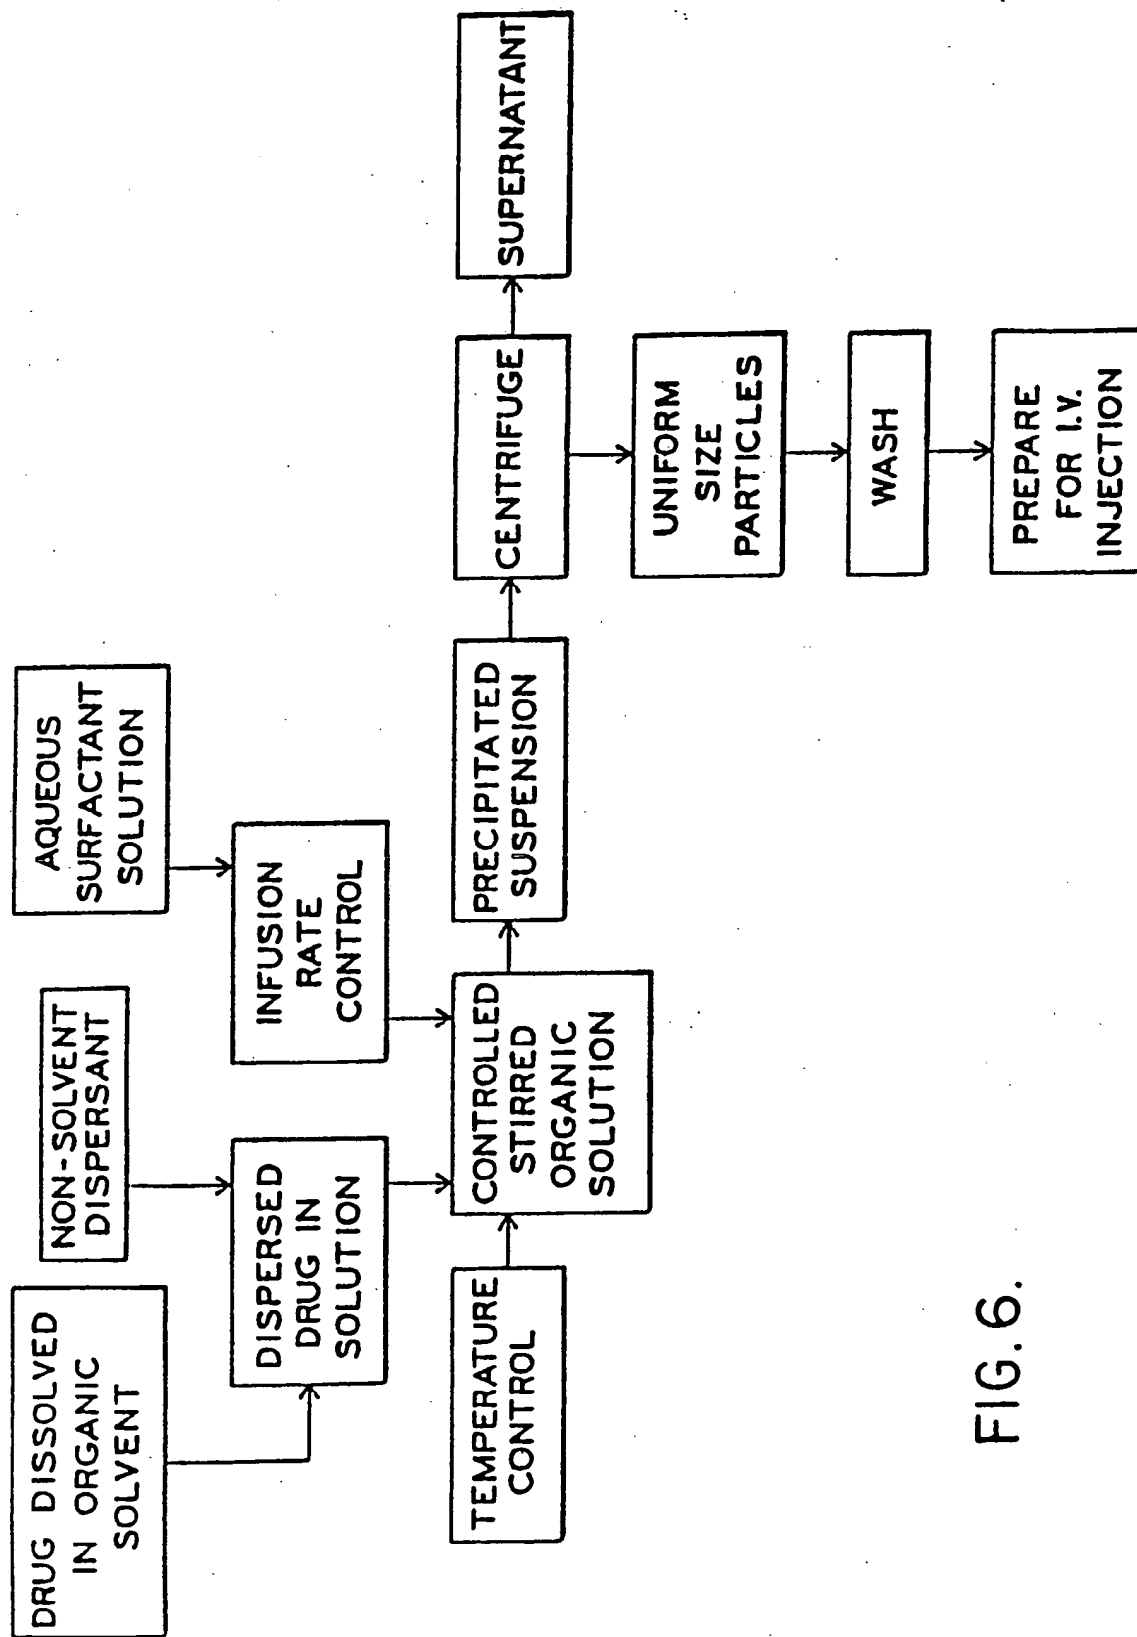 DRUG DISSOLVED
IN ORGANIC
SOLVENT
NON-SOLVENT
DISPERSANT
AQUEOUS
SURFACTANT
SOLUTION
DISPERSED
DRUG IN
SOLUTION
INFUSION
RATE
CONTROL
TEMPERATURE
CONTROL
CONTROLLED
STIRRED
ORGANIC
SOLUTION
PRECIPITATED
SUSPENSION
CENTRIFUGE
SUPERNATANT
UNIFORM
SIZE
PARTICLES
WASH
PREPARE
FOR I.V.
INJECTION
FIG. 6.